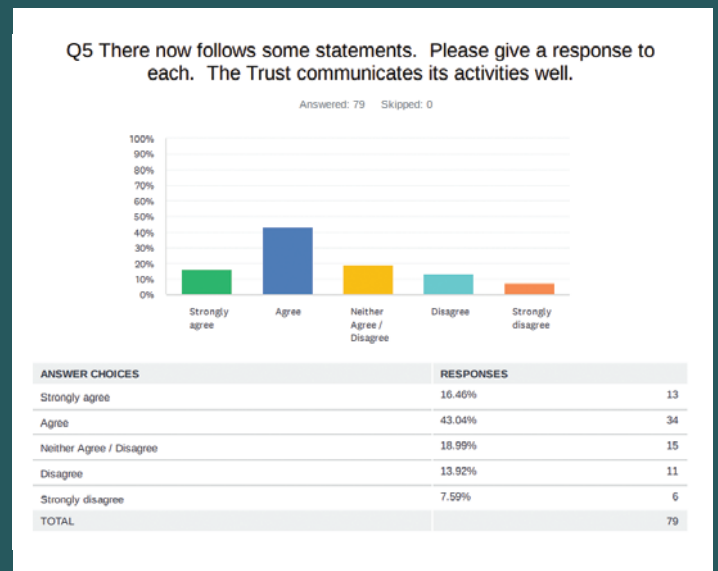 Q5 There now follows some statements.  Please give a response to
each.  The Trust communicates its activities well.
Answered: 79    Skipped: 0
100%
90%
80%
70%
60%
50%
40%
30%
20%
10%
0%
Strongly
agree
Agree
Neither
Agree /
Disagree
Disagree
Strongly
disagree
ANSWER CHOICES    RESPONSES
Strongly agree    16.46%    13
Agree    43.04%    34
Neither Agree / Disagree    18.99%    15
Disagree    13.92%    11
Strongly disagree    7.59%    6
TOTAL    79